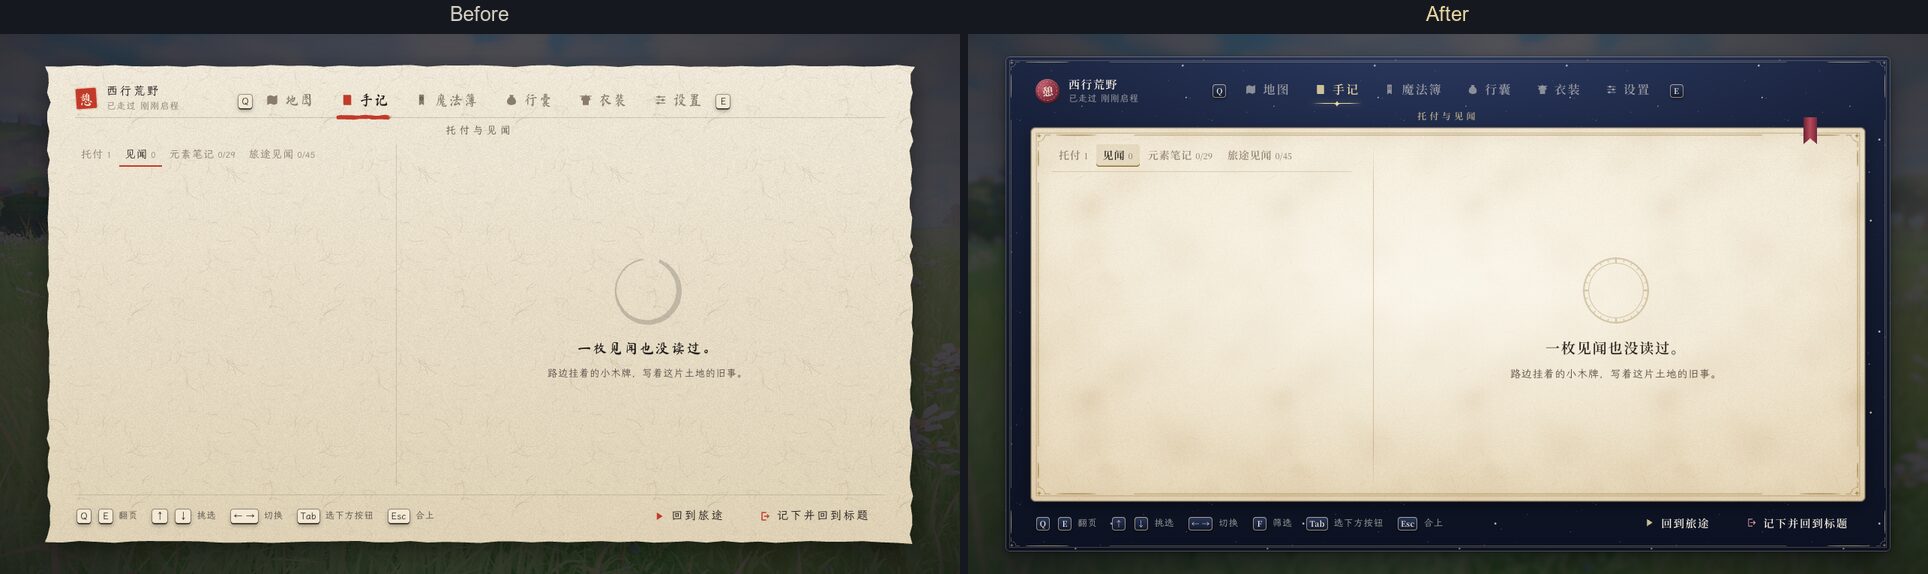 Before
憩
西行荒野
已走过 刚刚启程
Q 地图 手记 魔法簿 行囊 衣装 设置 E
托付与见闻
托付 1 见闻 0 元素笔记 0/29 旅途见闻 0/45
一枚见闻也没读过。
路边挂着的小木牌，写着这片土地的旧事。
Q E 翻页 ↑ ↓ 挑选 ←→ 切换 Tab 选下方按钮 Esc 合上
回到旅途 记下并回到标题
After
憩
西行荒野
已走过 刚刚启程
Q 地图 手记 魔法簿 行囊 衣装 设置 E
托付与见闻
托付 1 见闻 0 元素笔记 0/29 旅途见闻 0/45
一枚见闻也没读过。
路边挂着的小木牌，写着这片土地的旧事。
Q E 翻页 ↑ ↓ 挑选 ←→ 切换 F 筛选 Tab 选下方按钮 Esc 合上
回到旅途 记下并回到标题